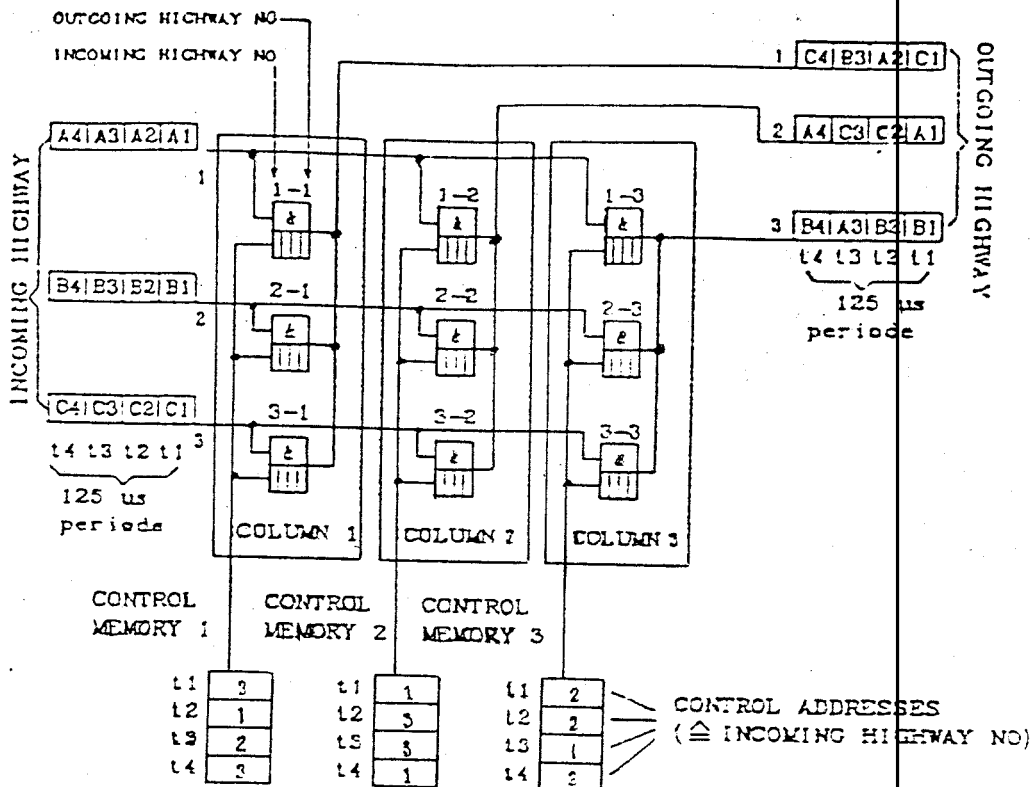 OUTGOING HIGHWAY NO
INCOMING HIGHWAY NO
INCOMING HIGHWAY
A4|A3|A2|A1
1
B4|B3|B2|B1
2
C4|C3|C2|C1
3
t4 t3 t2 t1
125 us
periode
1-1
&
2-1
&
3-1
&
COLUMN 1
1-2
&
2-2
&
3-2
&
COLUMN 2
1-3
&
2-3
&
3-3
&
COLUMN 3
1 C4|B3|A2|C1
2 A4|C3|C2|A1
3 B4|A3|B2|B1
t4 t3 t1
125 us
periode
OUTGOING HIGHWAY
CONTROL
MEMORY 1
CONTROL
MEMORY 2
CONTROL
MEMORY 3
t1 3
t2 1
t3 2
t4 3
t1 1
t2 3
t3 3
t4 1
t1 2
t2 2
t3 1
t4
CONTROL ADDRESSES
(≙ INCOMING HIGHWAY NO)